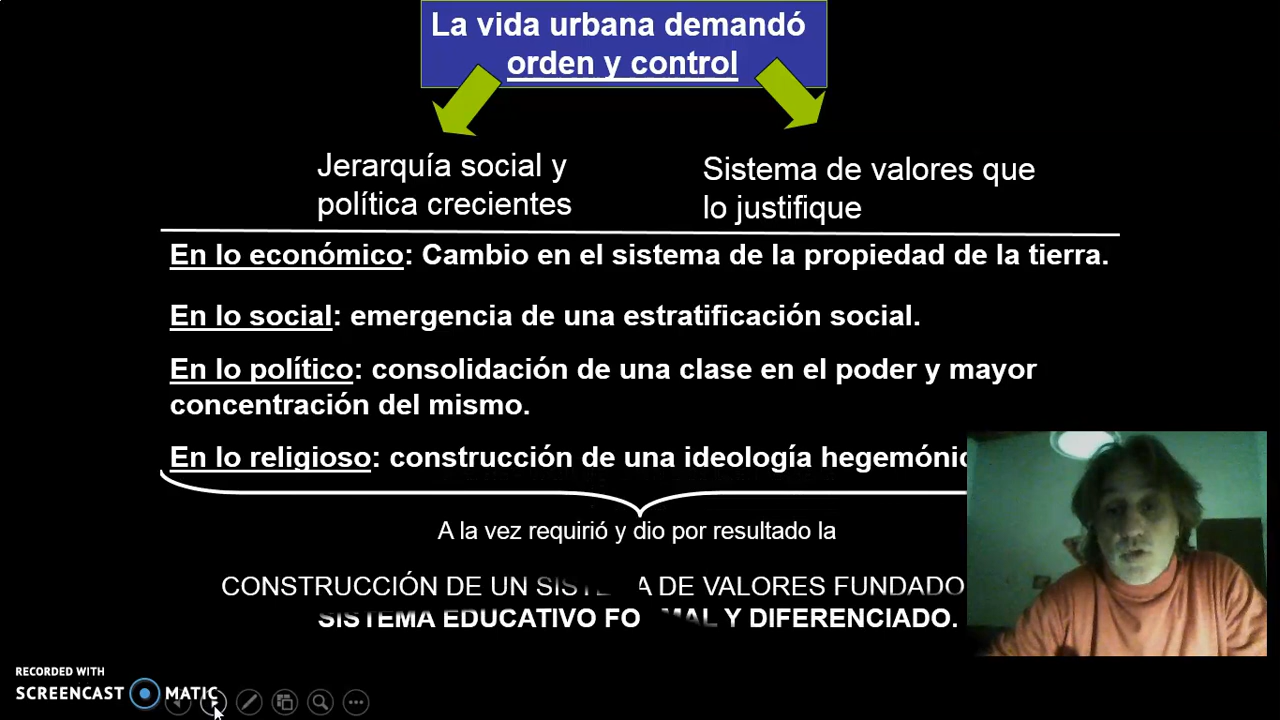 La vida urbana demandó
orden y control
Jerarquía social y
política crecientes
Sistema de valores que
lo justifique
En lo económico: Cambio en el sistema de la propiedad de la tierra.
En lo social: emergencia de una estratificación social.
En lo político: consolidación de una clase en el poder y mayor
concentración del mismo.
En lo religioso: construcción de una ideología
A la vez requirió y dio por resultado la
CONSTRUCCIÓN DE UN DE VALORES FUNDADO
SISTEMA EDUCATIVO Y DIFERENCIADO.
RECORDED WITH
SCREENCAST MATIC